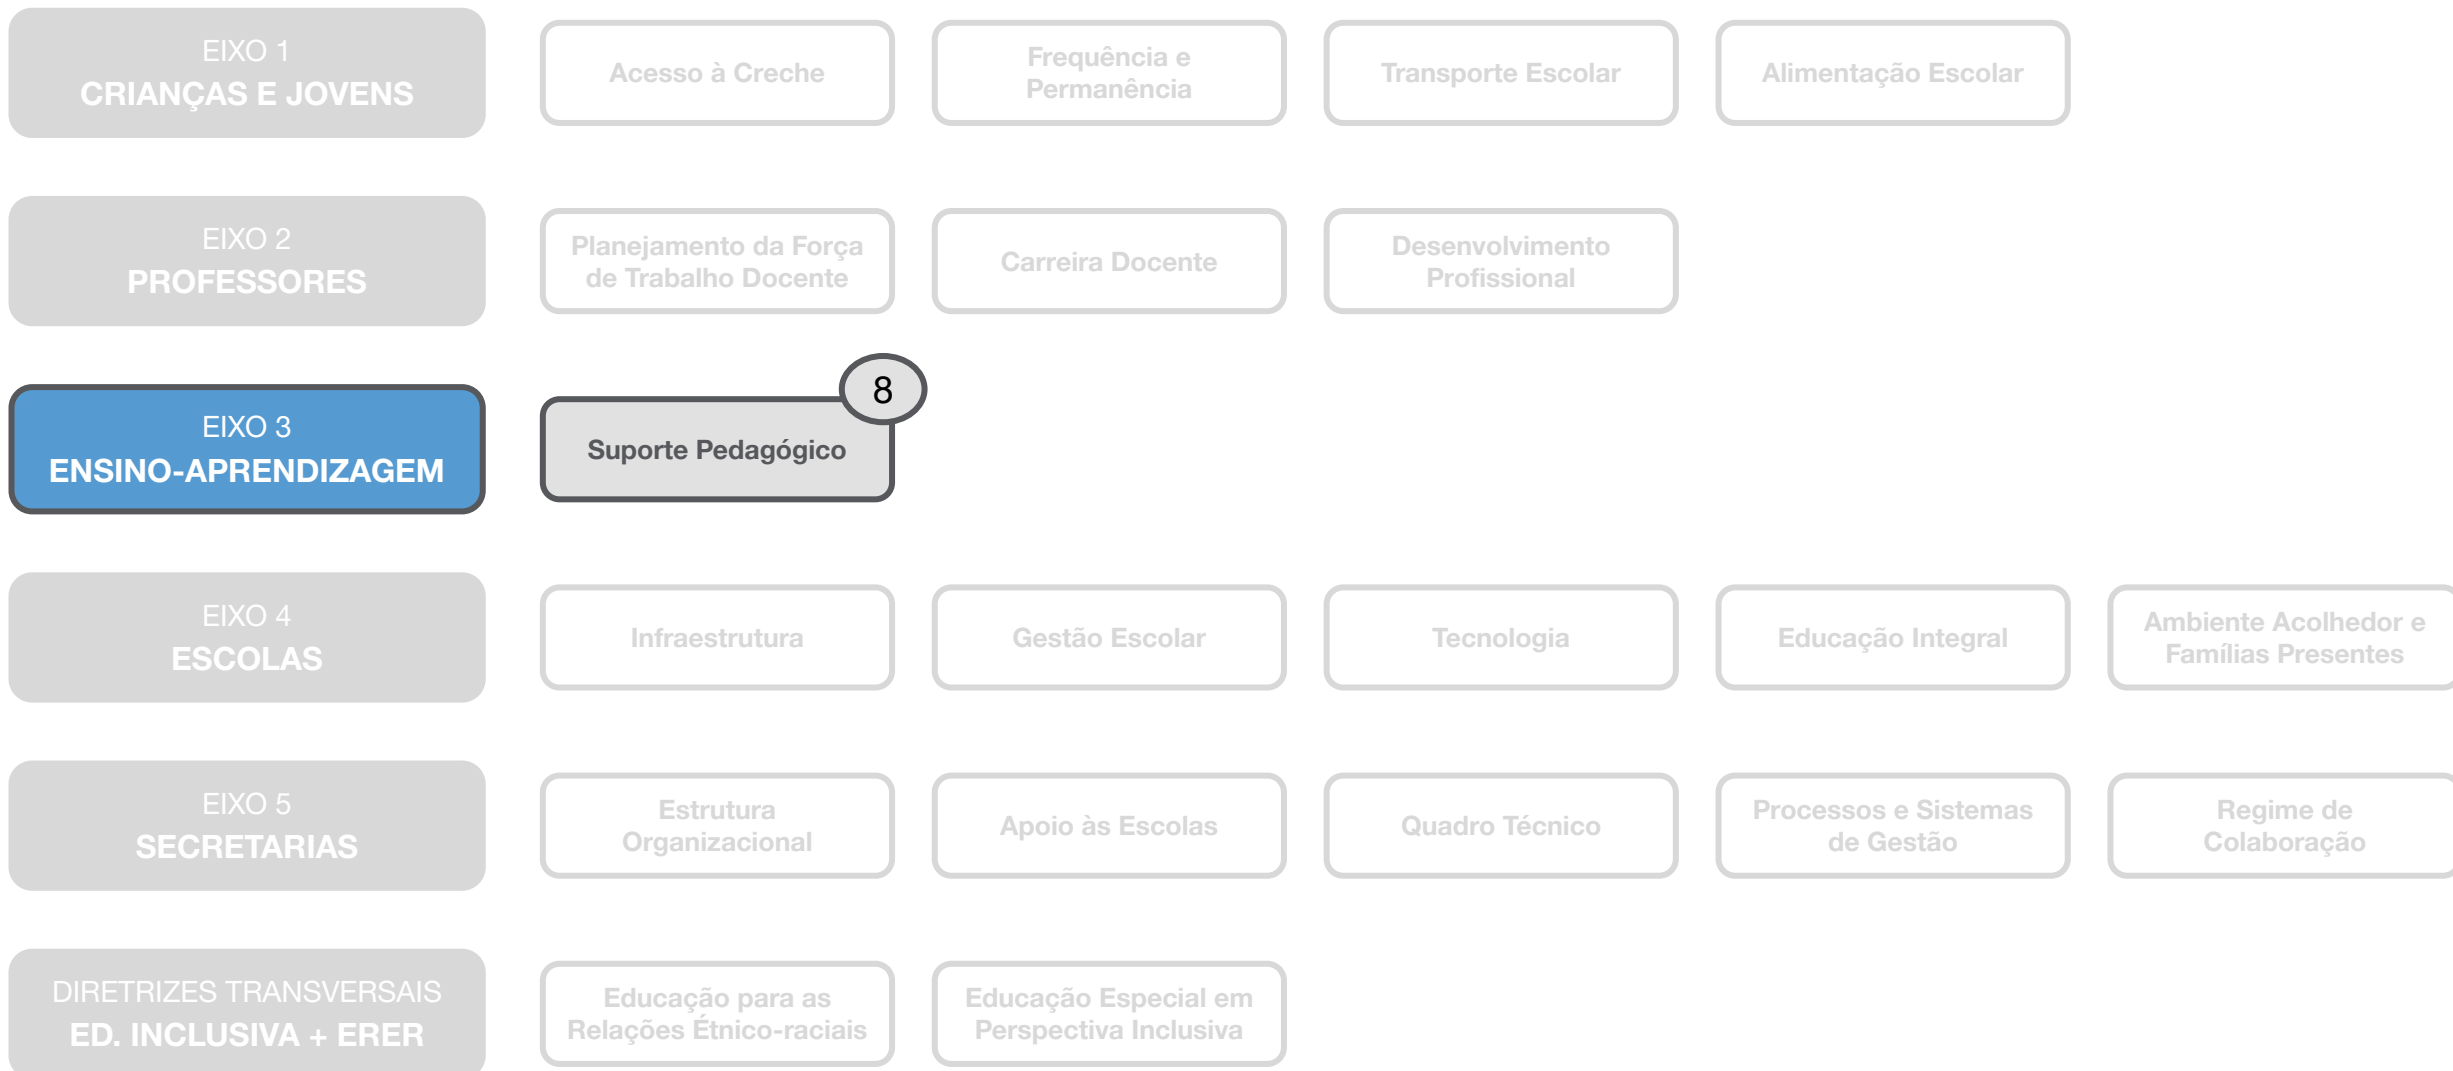 EIXO 1
CRIANÇAS E JOVENS
Acesso à Creche
Frequência e
Permanência
Transporte Escolar
Alimentação Escolar
EIXO 2
PROFESSORES
Planejamento da Força
de Trabalho Docente
Carreira Docente
Desenvolvimento
Profissional
EIXO 3
ENSINO-APRENDIZAGEM
8
Suporte Pedagógico
EIXO 4
ESCOLAS
Infraestrutura
Gestão Escolar
Tecnologia
Educação Integral
Ambiente Acolhedor e
Famílias Presentes
EIXO 5
SECRETARIAS
Estrutura
Organizacional
Apoio às Escolas
Quadro Técnico
Processos e Sistemas
de Gestão
Regime de
Colaboração
DIRETRIZES TRANSVERSAIS
ED. INCLUSIVA + ERER
Educação para as
Relações Étnico-raciais
Educação Especial em
Perspectiva Inclusiva